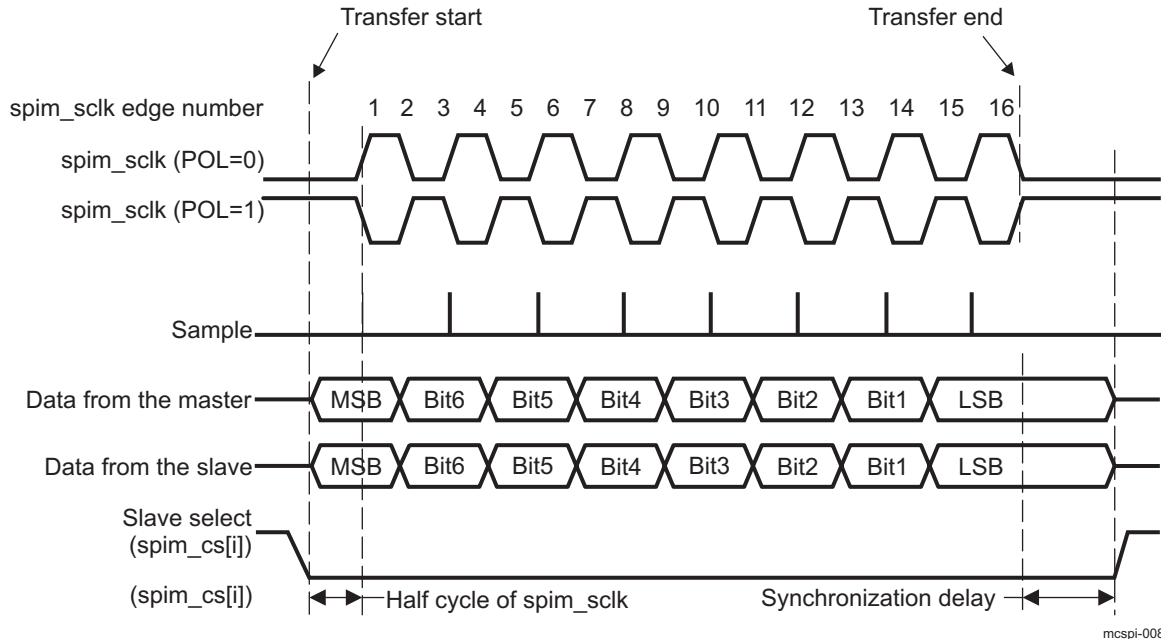 Transfer start Transfer end
spim_sclk edge number 1 2 3 4 5 6 7 8 9 10 11 12 13 14 15 16
spim_sclk (POL=0)
spim_sclk (POL=1)
Sample
Data from the master MSB Bit6 Bit5 Bit4 Bit3 Bit2 Bit1 LSB
Data from the slave MSB Bit6 Bit5 Bit4 Bit3 Bit2 Bit1 LSB
Slave select
(spim_cs[i])
(spim_cs[i]) Half cycle of spim_sclk Synchronization delay
mcspi-008